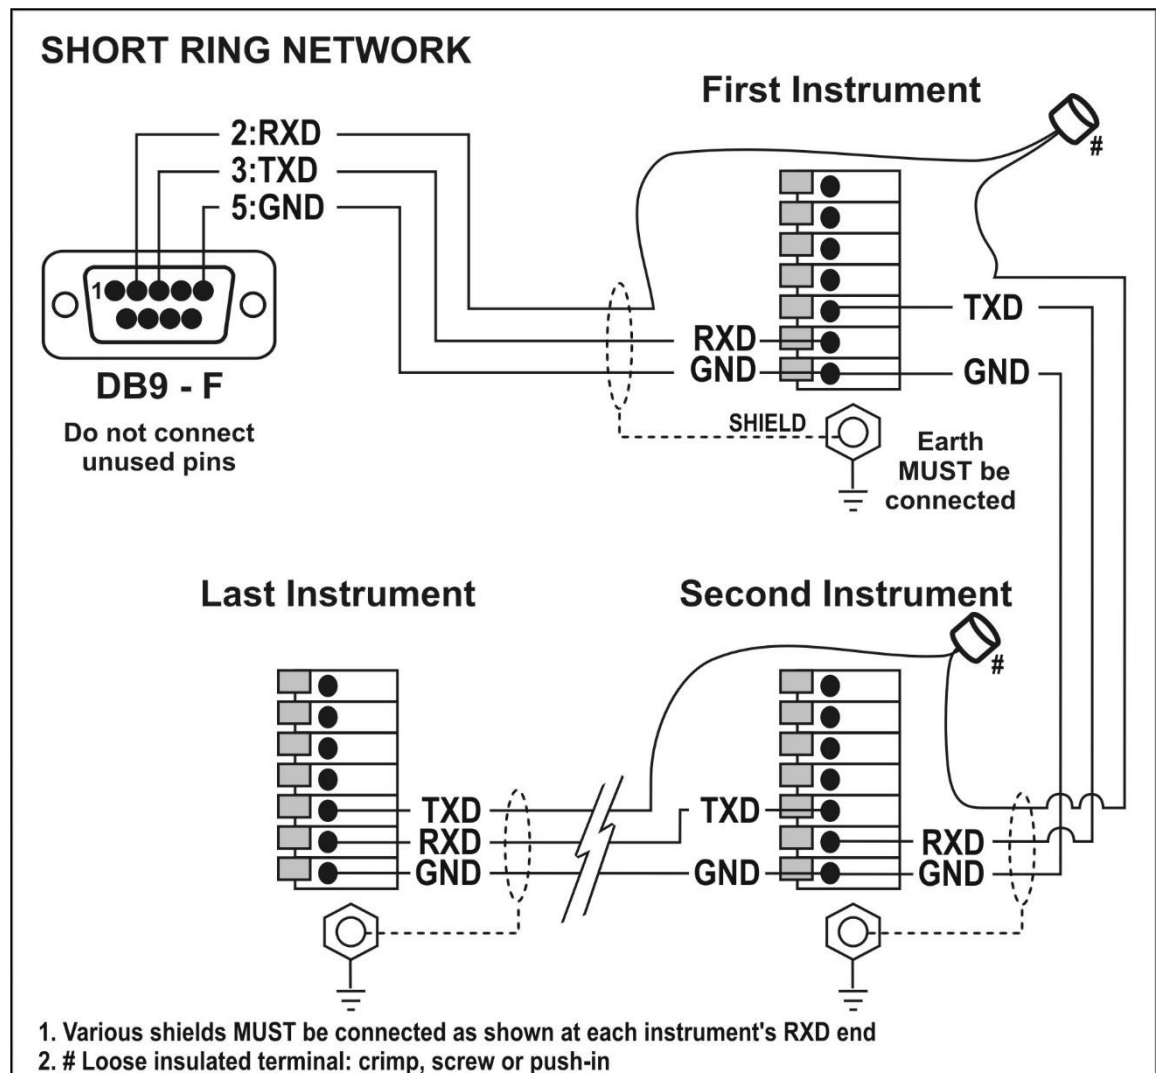 SHORT RING NETWORK
First Instrument
2:RXD
3:TXD
5:GND
#
1
TXD
RXD
GND
GND
DB9 - F
Do not connect
unused pins
SHIELD
Earth
MUST be
connected
Last Instrument
Second Instrument
#
TXD
TXD
RXD
RXD
GND
GND
GND
1. Various shields MUST be connected as shown at each instrument's RXD end
2. # Loose insulated terminal: crimp, screw or push-in